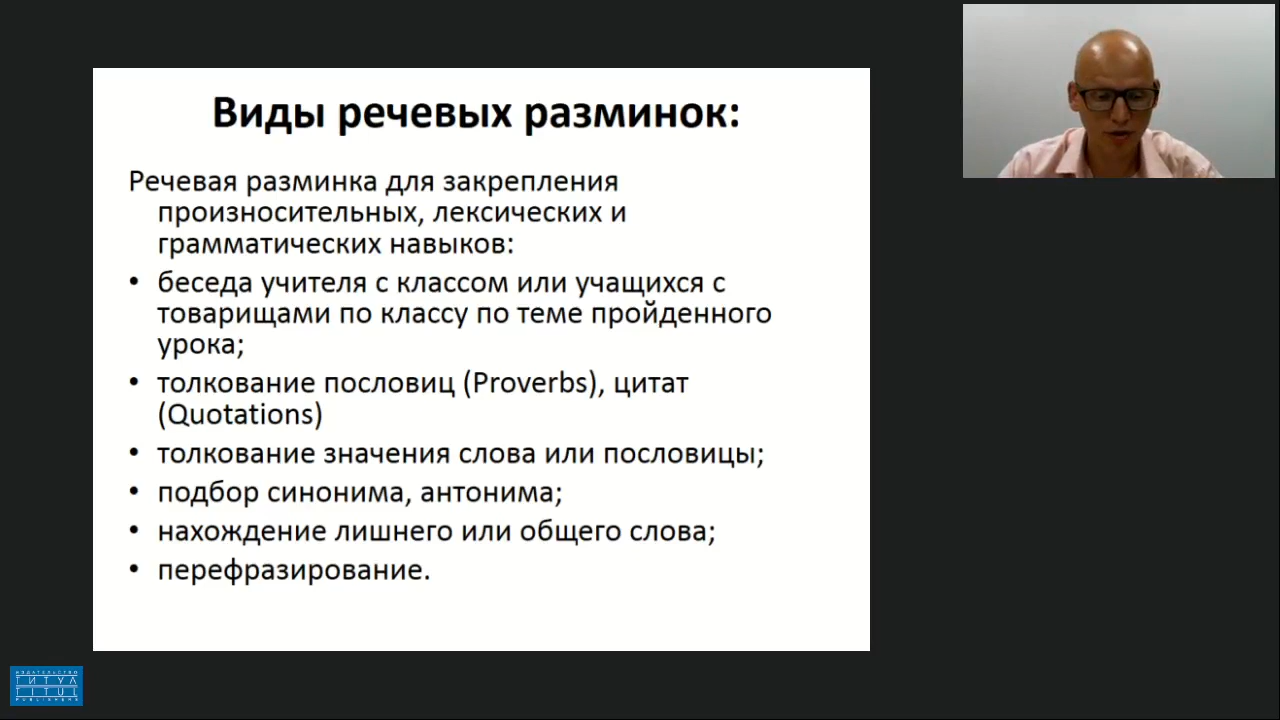 Виды речевых разминок:
Речевая разминка для закрепления
произносительных, лексических и
грамматических навыков:
• беседа учителя с классом или учащихся с
товарищами по классу по теме пройденного
урока;
• толкование пословиц (Proverbs), цитат
(Quotations)
• толкование значения слова или пословицы;
• подбор синонима, антонима;
• нахождение лишнего или общего слова;
• перефразирование.
ИЗДАТЕЛЬСТВО
ТИТУЛ
TITUL
PUBLISHERS